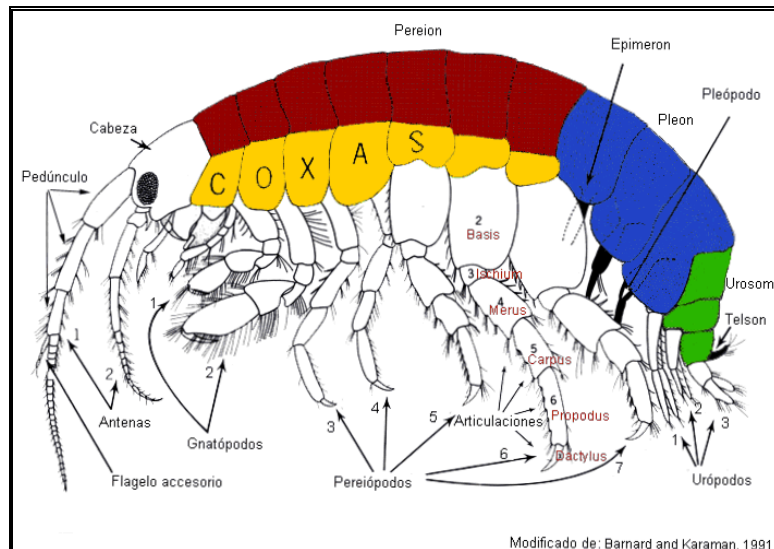 Pereion
Epimeron
Pleópodo
Cabeza
Pleon
Pedúnculo
C O X A S
2
Basis
3 Ischium
4
Merus
Urosom
Telson
1
1
2
5
Carpus
2
6
Propodus
Antenas
Gnatópodos
3
4
5
Articulaciones
6
Dactylus
7
1
2
3
Flagelo accesorio
Pereiópodos
Urópodos
Modificado de: Barnard and Karaman, 1991